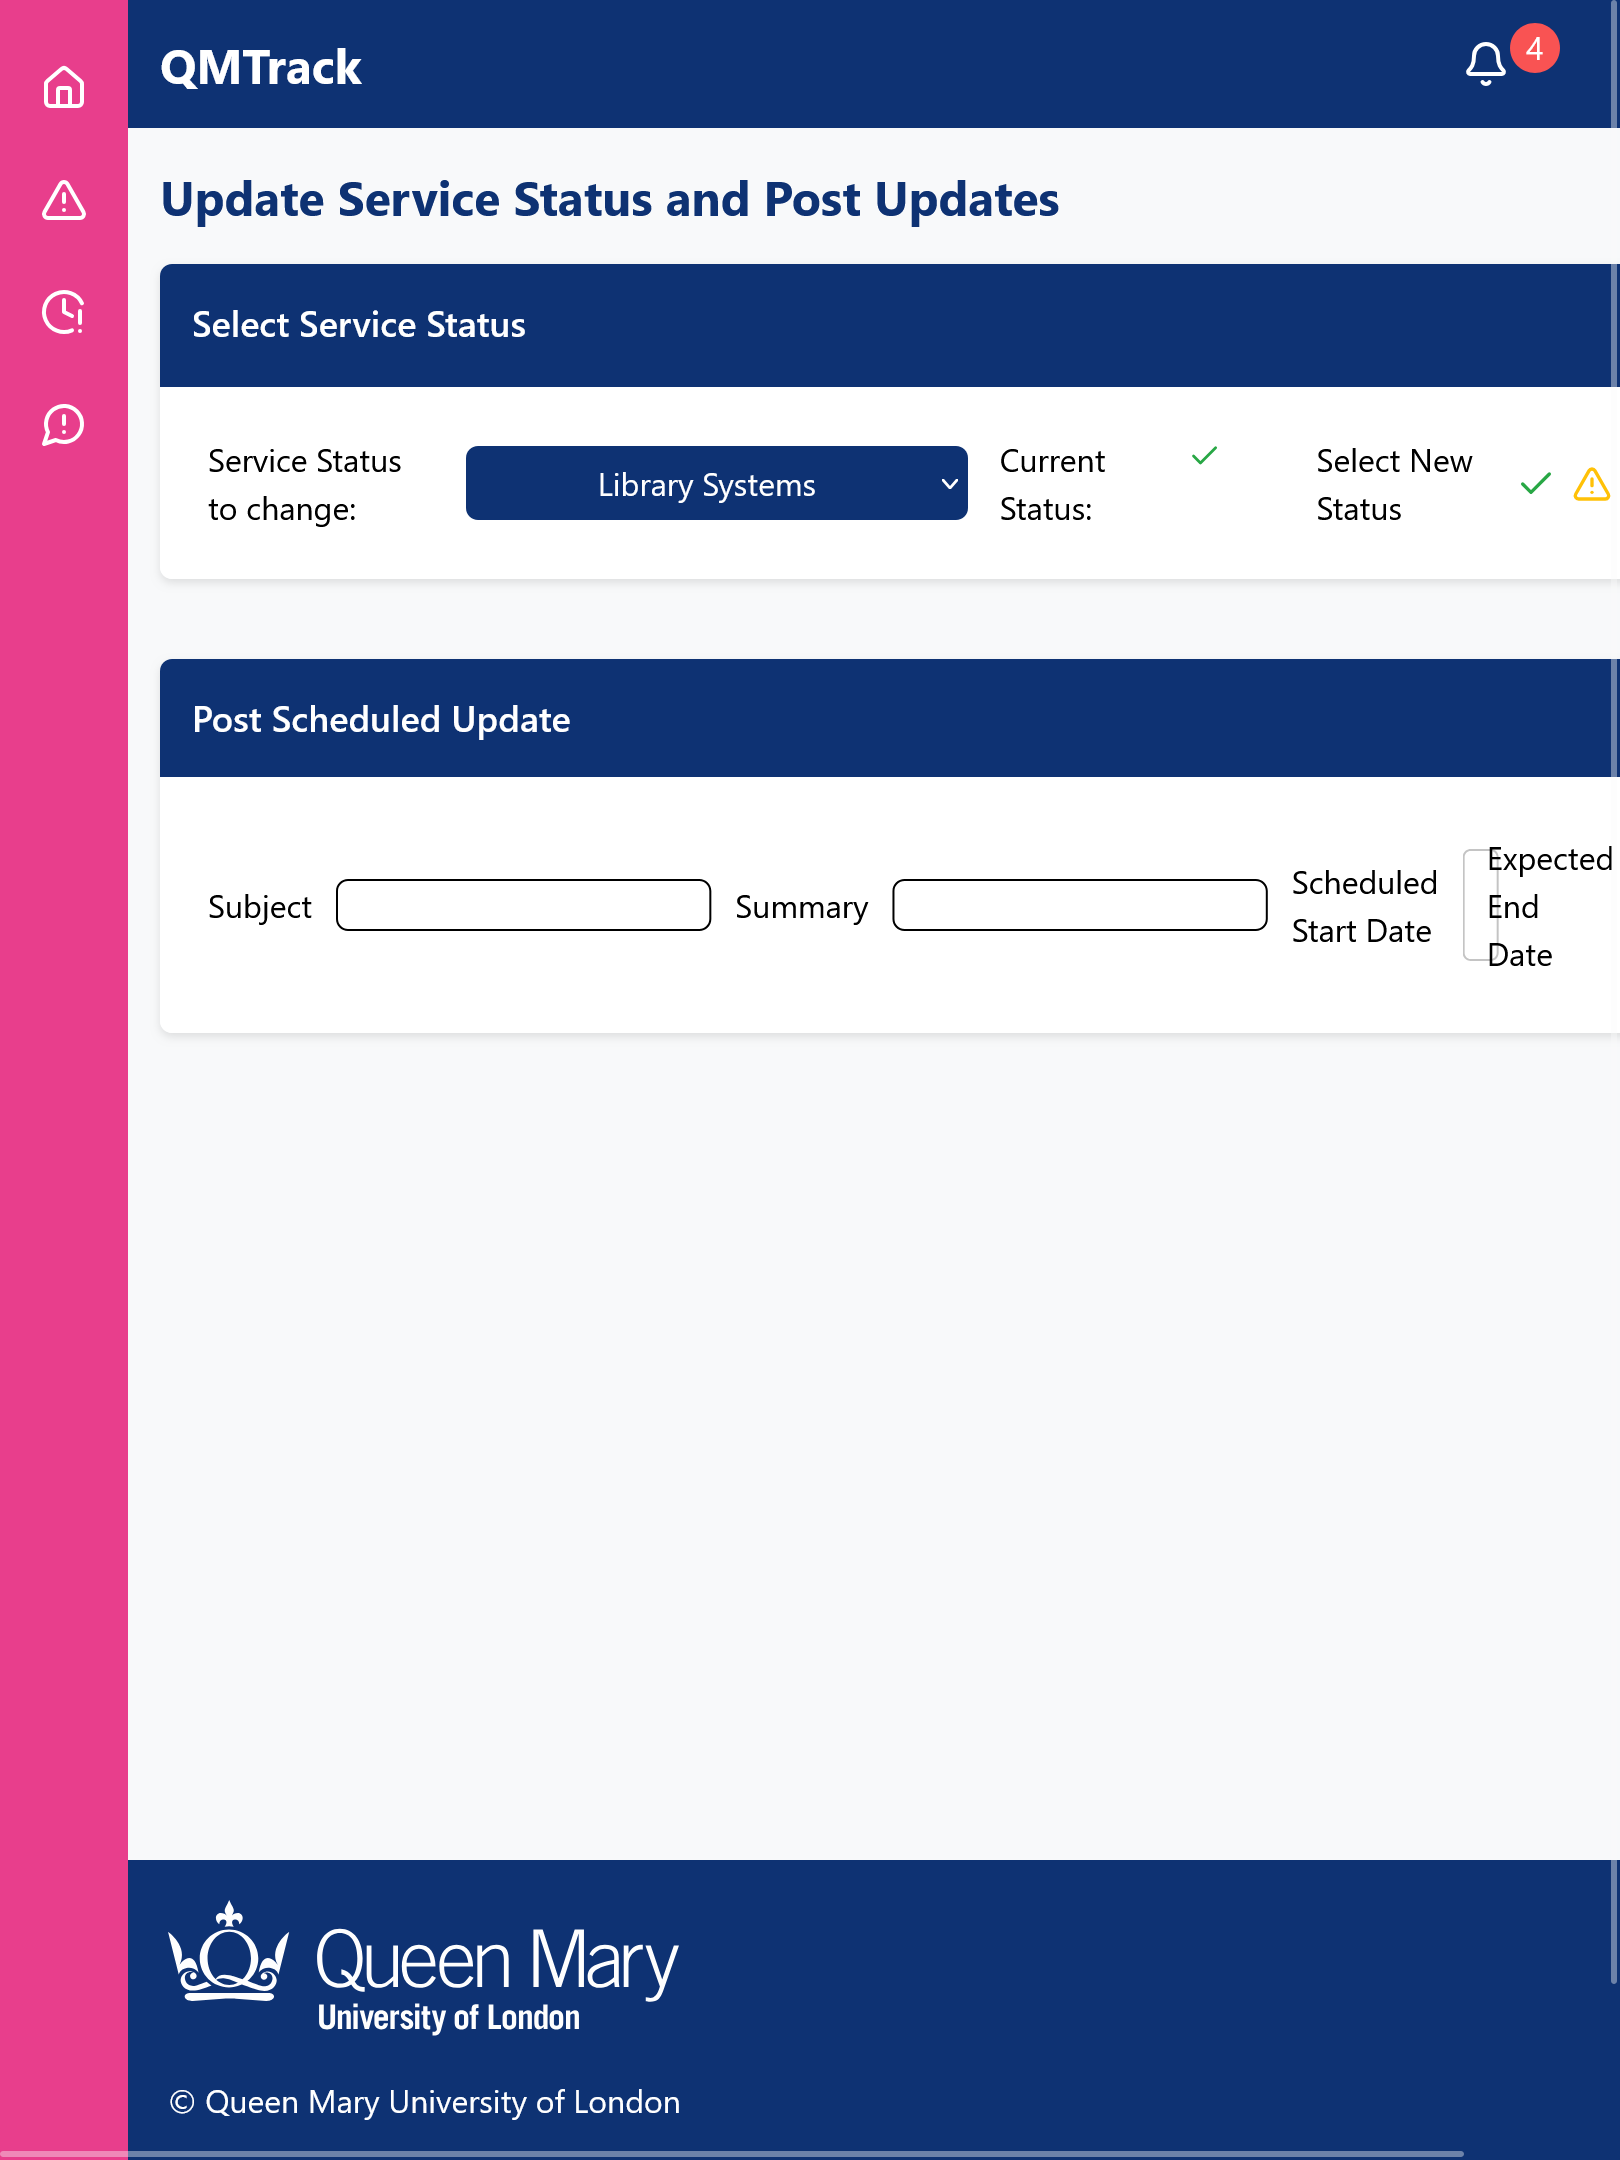 QMTrack
4
Update Service Status and Post Updates
Select Service Status
Service Status
to change:
Library Systems
Current
Status:
Select New
Status
Post Scheduled Update
Subject
Summary
Scheduled
Start Date
Expected
End
Date
Queen Mary
University of London
© Queen Mary University of London